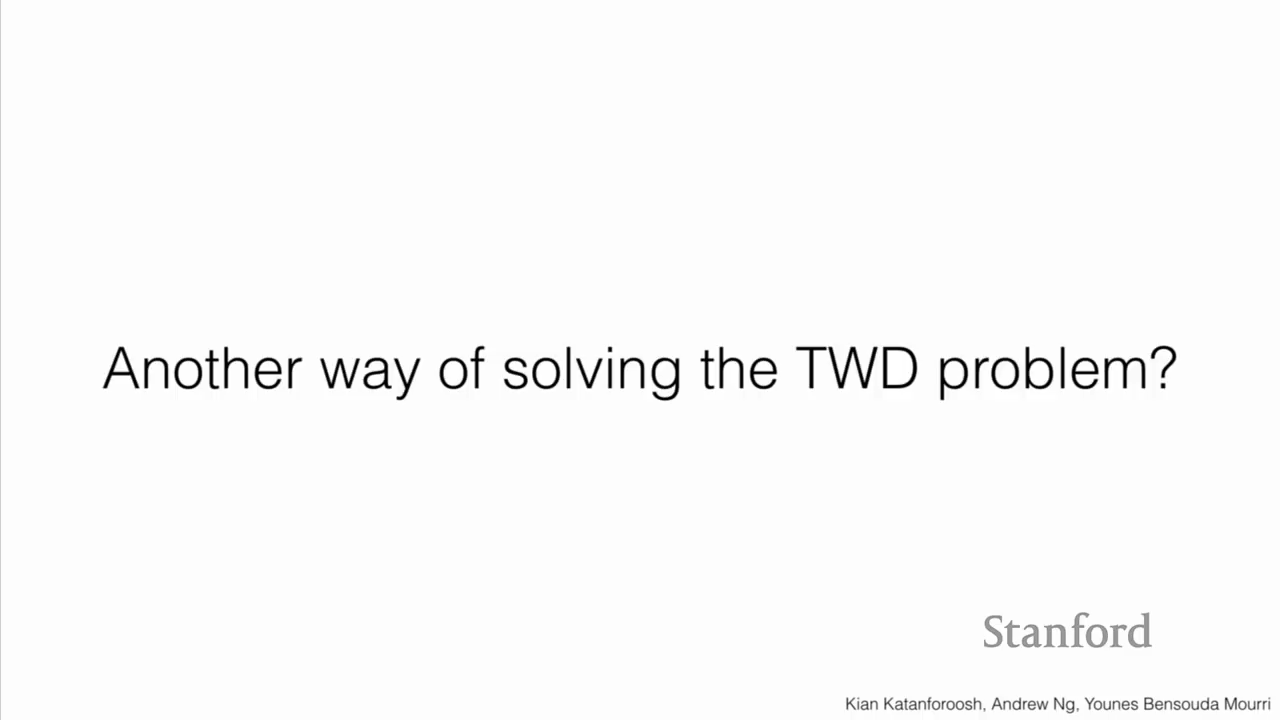 Another way of solving the TWD problem?
Stanford
Kian Katanforoosh, Andrew Ng, Younes Bensouda Mourri